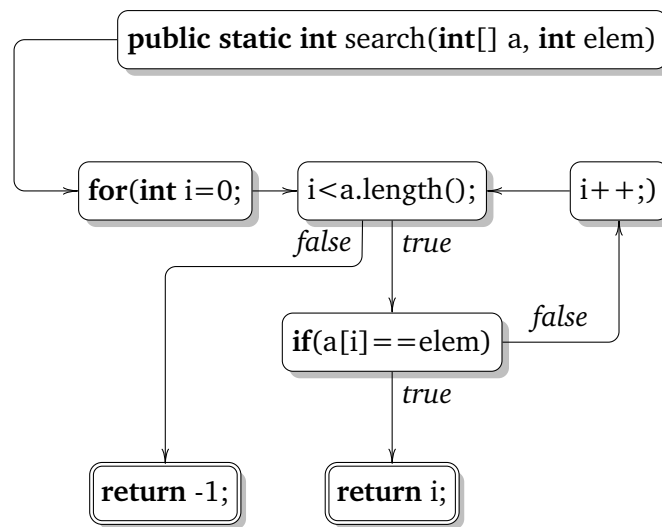 public static int search(int[] a, int elem)
for(int i=0;
i<a.length();
i++;)
false
true
if(a[i]==elem)
false
true
return -1;
return i;